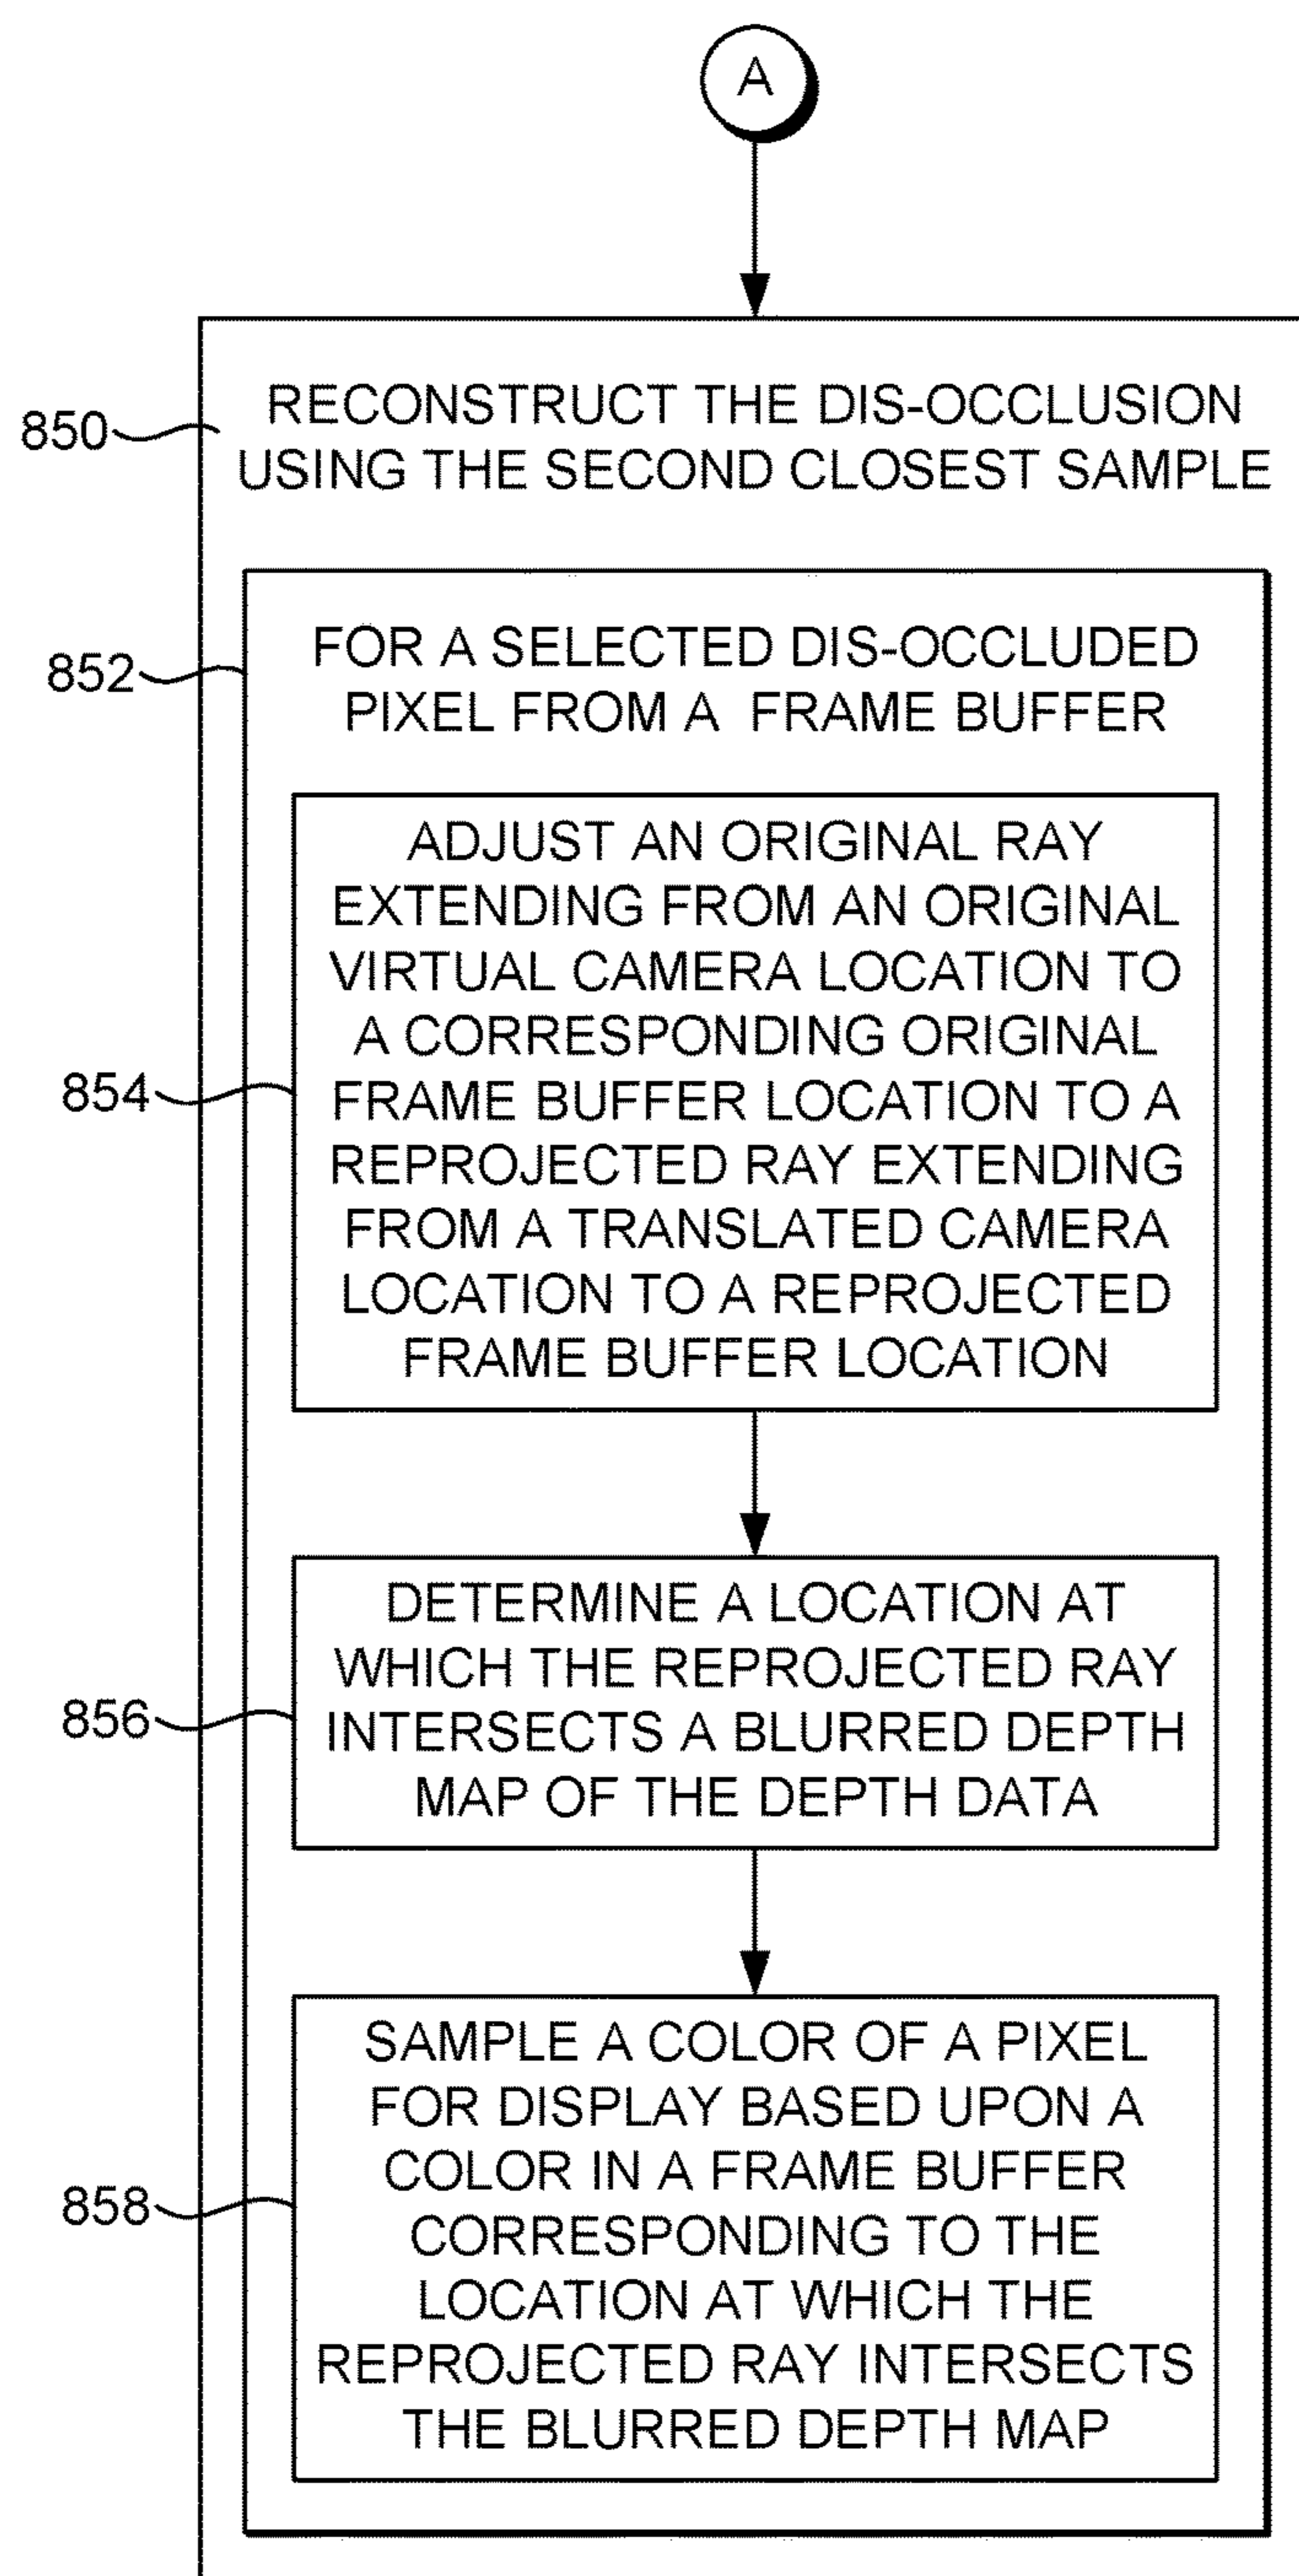 A
850
RECONSTRUCT THE DIS-OCCLUSION
USING THE SECOND CLOSEST SAMPLE
852
FOR A SELECTED DIS-OCCLUDED
PIXEL FROM A FRAME BUFFER
854
ADJUST AN ORIGINAL RAY
EXTENDING FROM AN ORIGINAL
VIRTUAL CAMERA LOCATION TO
A CORRESPONDING ORIGINAL
FRAME BUFFER LOCATION TO A
REPROJECTED RAY EXTENDING
FROM A TRANSLATED CAMERA
LOCATION TO A REPROJECTED
FRAME BUFFER LOCATION
856
DETERMINE A LOCATION AT
WHICH THE REPROJECTED RAY
INTERSECTS A BLURRED DEPTH
MAP OF THE DEPTH DATA
858
SAMPLE A COLOR OF A PIXEL
FOR DISPLAY BASED UPON A
COLOR IN A FRAME BUFFER
CORRESPONDING TO THE
LOCATION AT WHICH THE
REPROJECTED RAY INTERSECTS
THE BLURRED DEPTH MAP